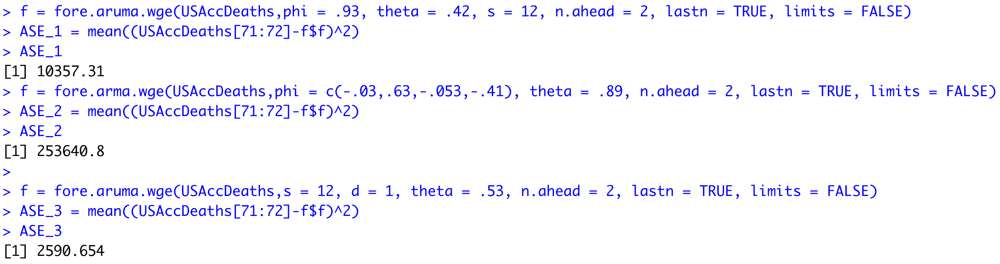 > f = fore.aruma.wge(USAccDeaths,phi = .93, theta = .42, s = 12, n.ahead = 2, lastn = TRUE, limits = FALSE)
> ASE_1 = mean((USAccDeaths[71:72]-f$f)^2)
> ASE_1
[1] 10357.31
> f = fore.arma.wge(USAccDeaths,phi = c(-.03,.63,-.053,-.41), theta = .89, n.ahead = 2, lastn = TRUE, limits = FALSE)
> ASE_2 = mean((USAccDeaths[71:72]-f$f)^2)
> ASE_2
[1] 253640.8
>
> f = fore.aruma.wge(USAccDeaths,s = 12, d = 1, theta = .53, n.ahead = 2, lastn = TRUE, limits = FALSE)
> ASE_3 = mean((USAccDeaths[71:72]-f$f)^2)
> ASE_3
[1] 2590.654